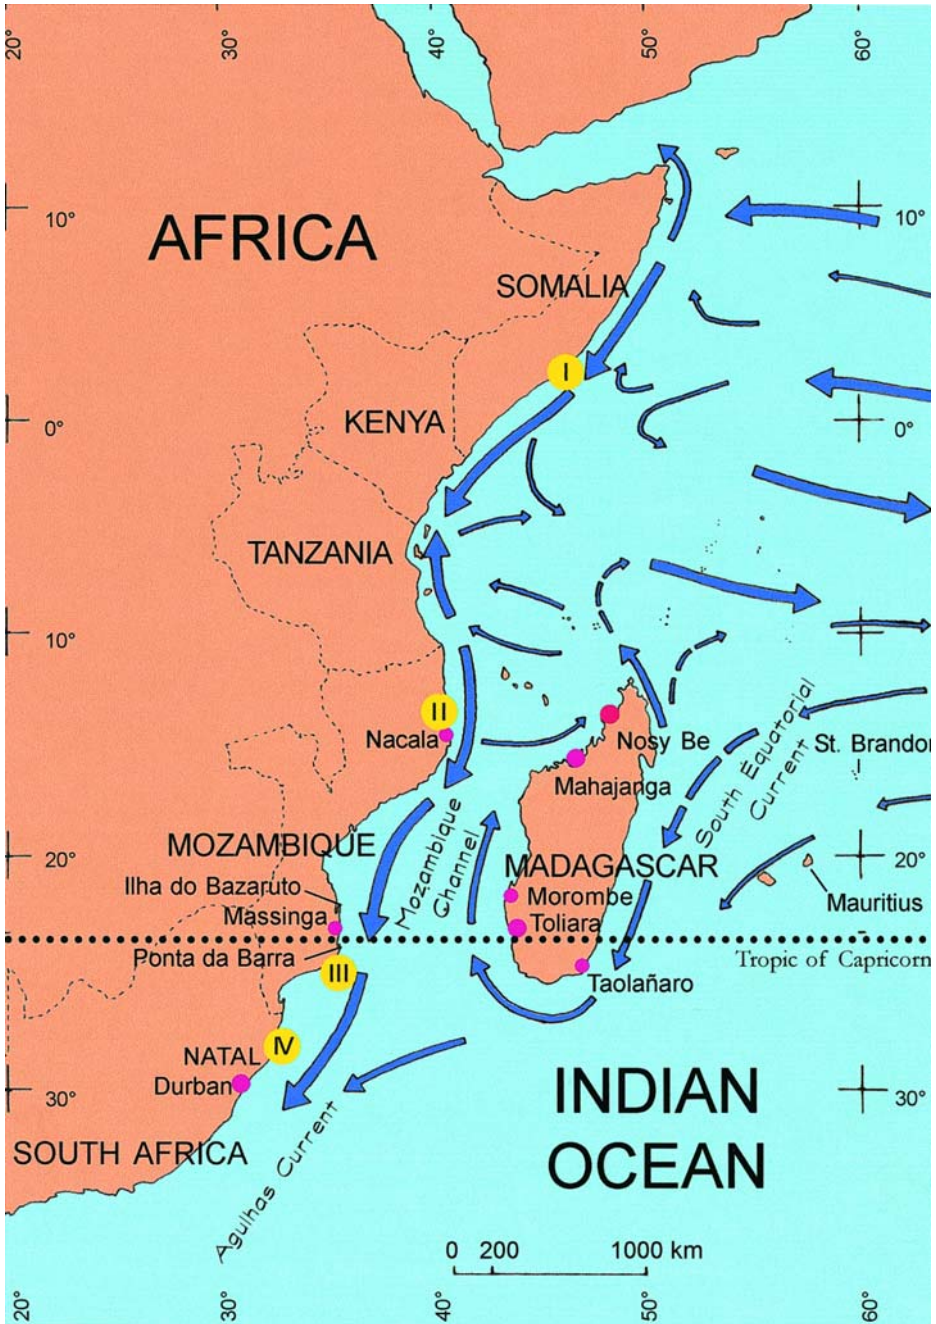 20°
30°
40°
50°
60°
10°
10°
AFRICA
SOMALIA
I
KENYA
0°
0°
TANZANIA
10°
10°
II
Nacala
Nosy Be
Mahajanga
South Equatorial
Current
St. Brandon
MOZAMBIQUE
Mozambique
Channel
20°
MADAGASCAR
20°
Ilha do Bazaruto
Morombe
Mauritius
Massinga
Toliara
Ponta da Barra
Tropic of Capricorn
III
Taolañaro
IV
NATAL
Durban
30°
30°
INDIAN
OCEAN
SOUTH AFRICA
Agulhas Current
0 200 1000 km
20°
30°
40°
50°
60°